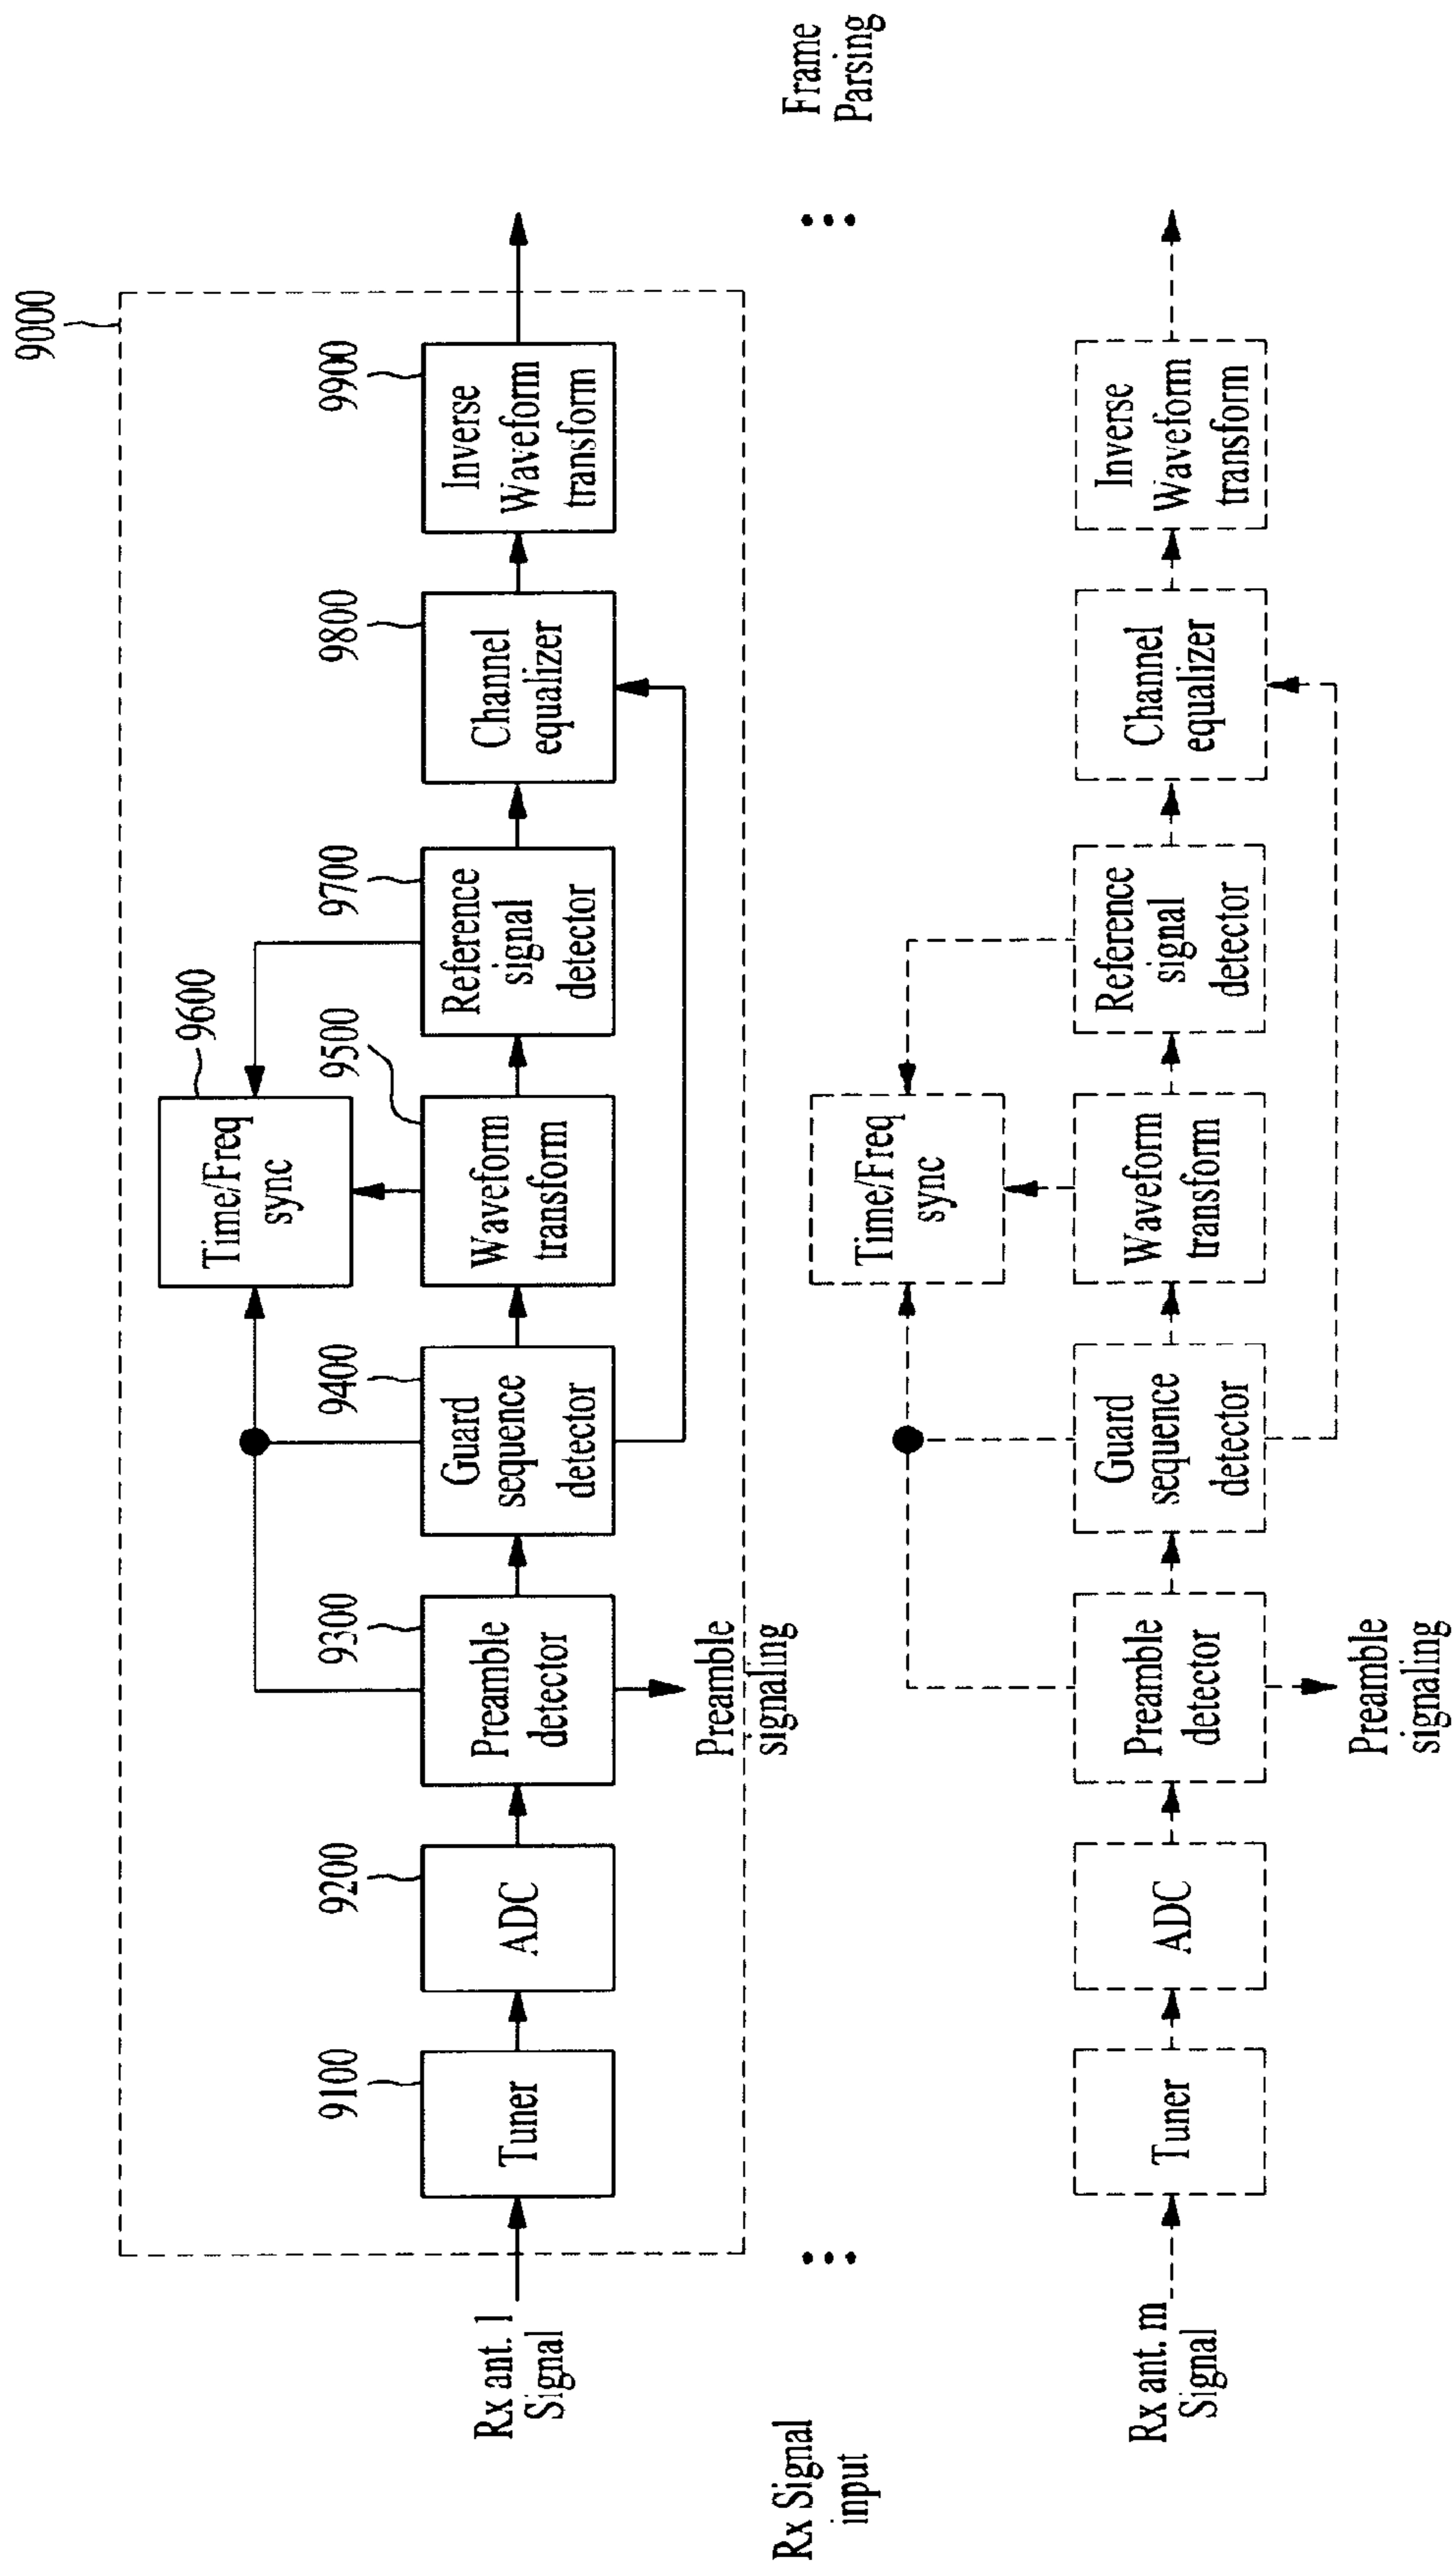 9000
9600
Time/Freq
sync
9100
9200
9300
9400
9500
9700
9800
9900
Rx ant. 1
Signal
Tuner
ADC
Preamble
detector
Guard
sequence
detector
Waveform
transform
Reference
signal
detector
Channel
equalizer
Inverse
Waveform
transform
Preamble
signaling
Rx Signal
input
Frame
Parsing
Time/Freq
sync
Rx ant. m
Signal
Tuner
ADC
Preamble
detector
Guard
sequence
detector
Waveform
transform
Reference
signal
detector
Channel
equalizer
Inverse
Waveform
transform
Preamble
signaling